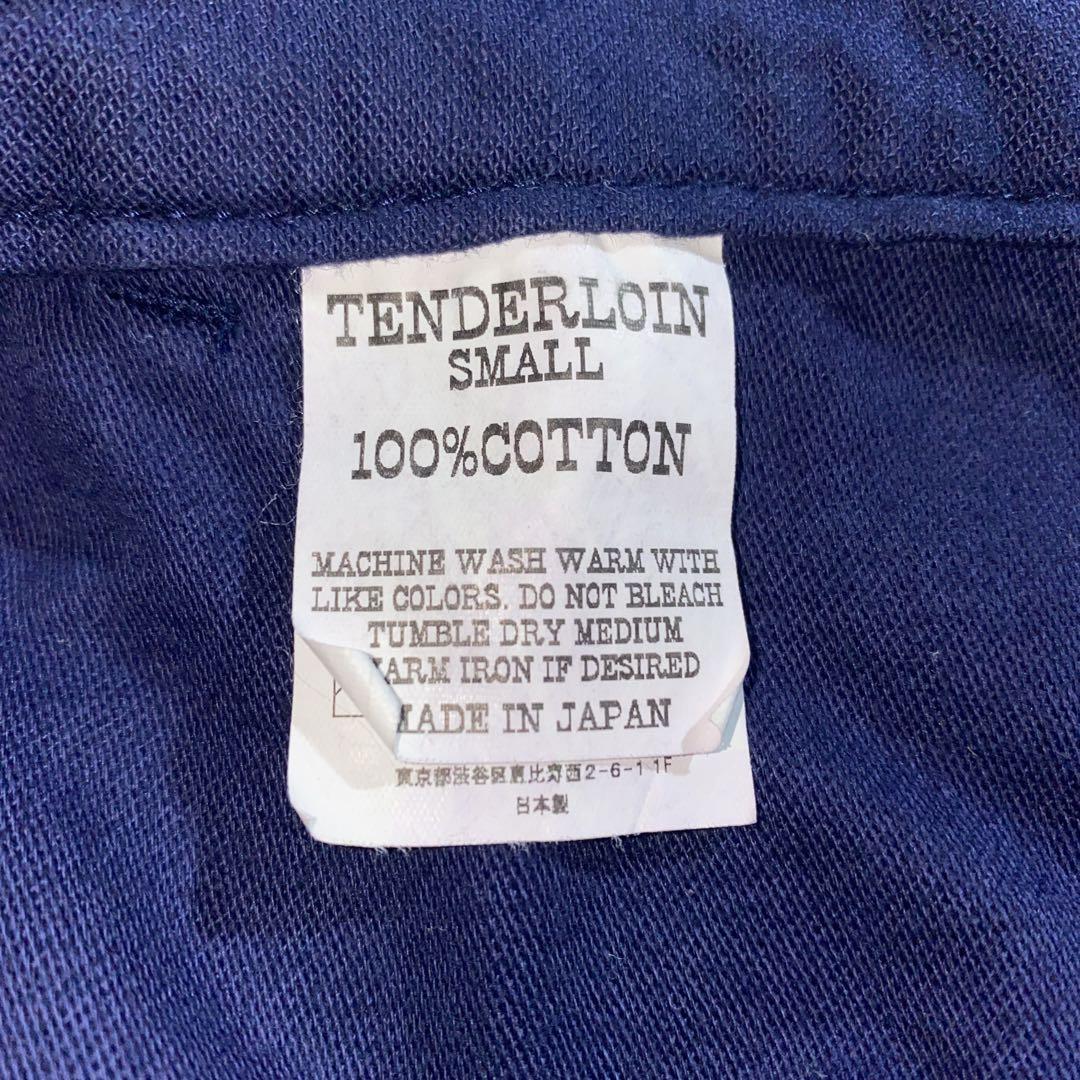 TENDERLOIN
SMALL
100%COTTON
MACHINE WASH WARM WITH
LIKE COLORS. DO NOT BLEACH
TUMBLE DRY MEDIUM
WARM IRON IF DESIRED
MADE IN JAPAN
東京都渋谷区恵比寿西2-6-1 1F
日本製